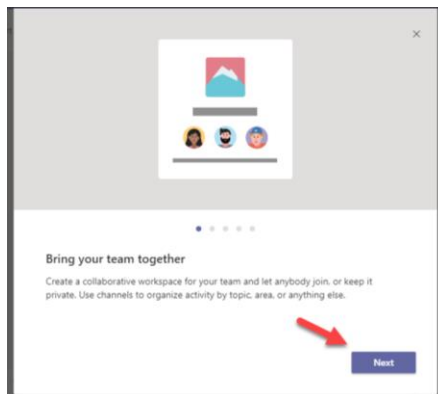 Bring your team together
Create a collaborative workspace for your team and let anybody join, or keep it
private. Use channels to organize activity by topic, area, or anything else.
Next